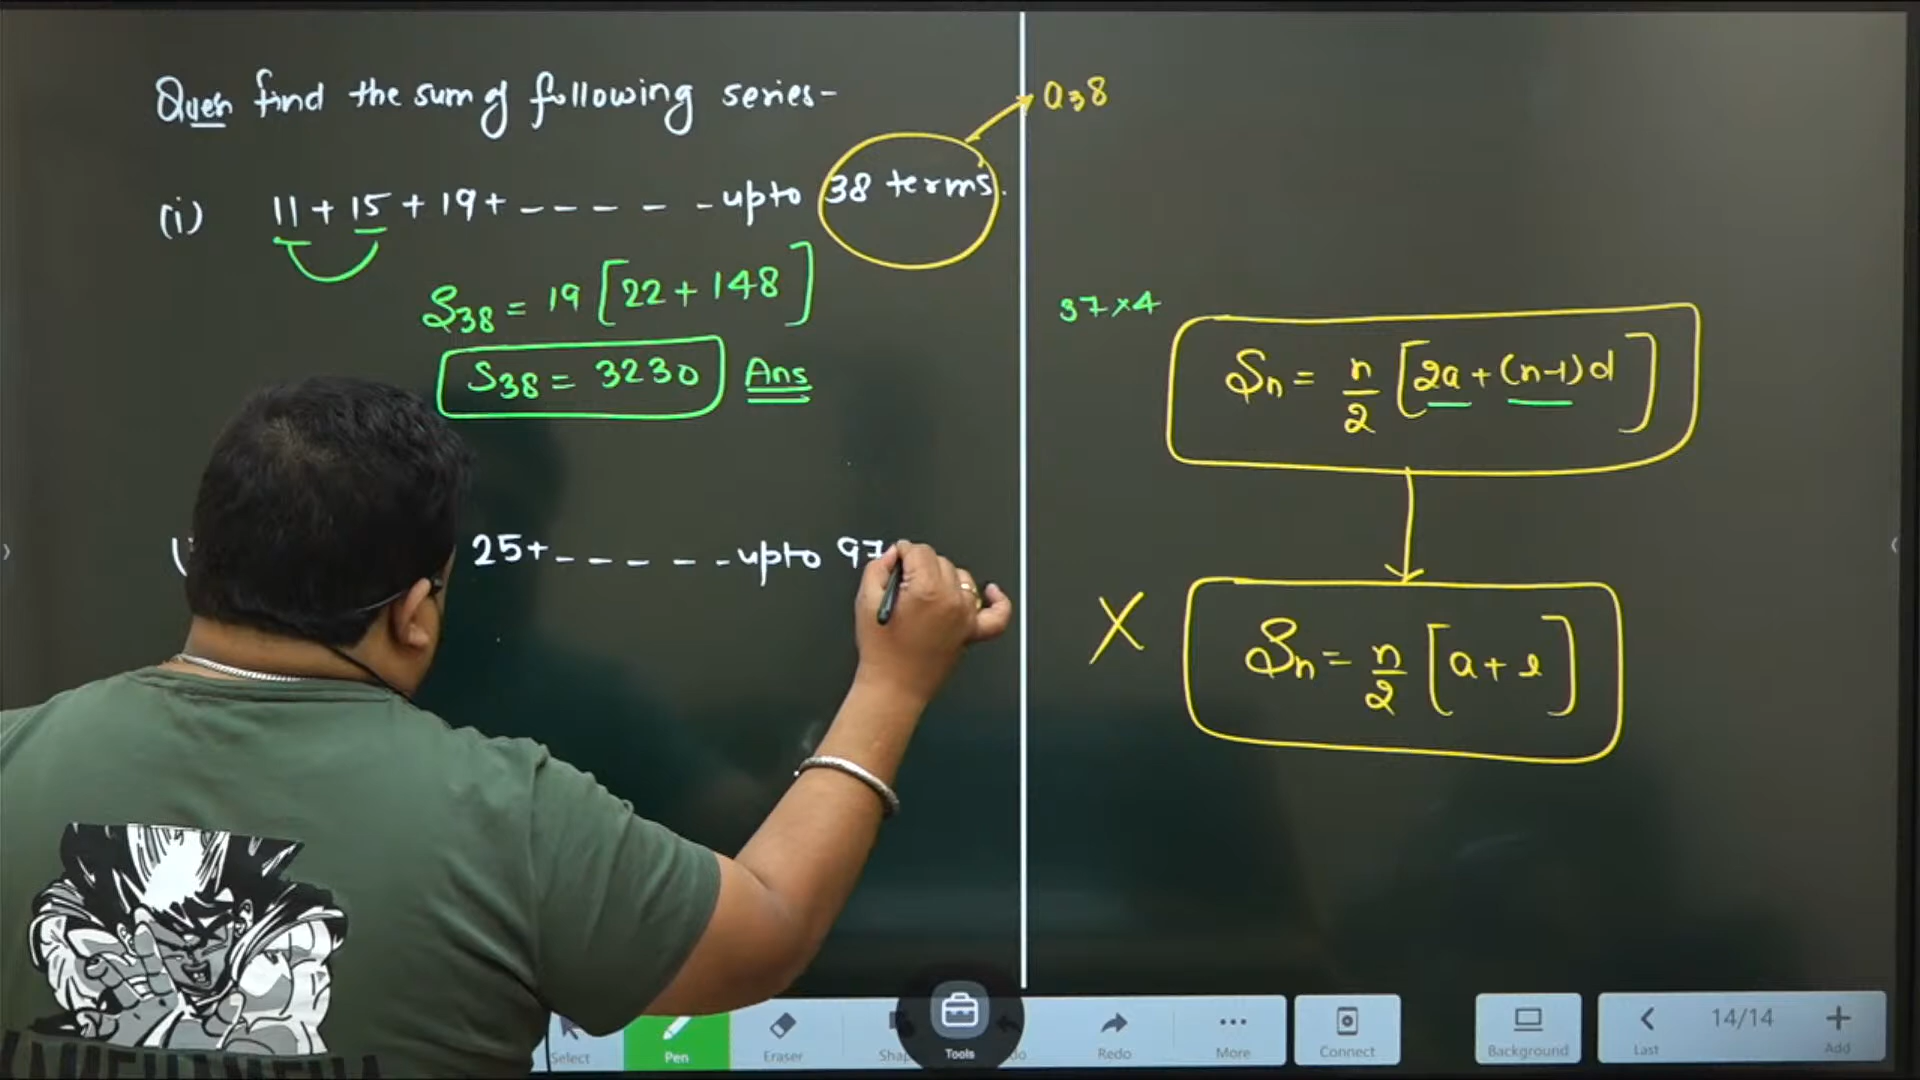 Quesn find the sum of following series-
(i) 11 + 15 + 19 + - - - - - upto 38 terms.
a38
S38 = 19 [22 + 148]
S38 = 3230 Ans
37×4
Sn = n/2 [2a + (n-1)d]
25+ - - - - - upto 97
X Sn = n/2 [a + l]
Select Pen Eraser Tools Redo More Connect Background Last 14/14 Add